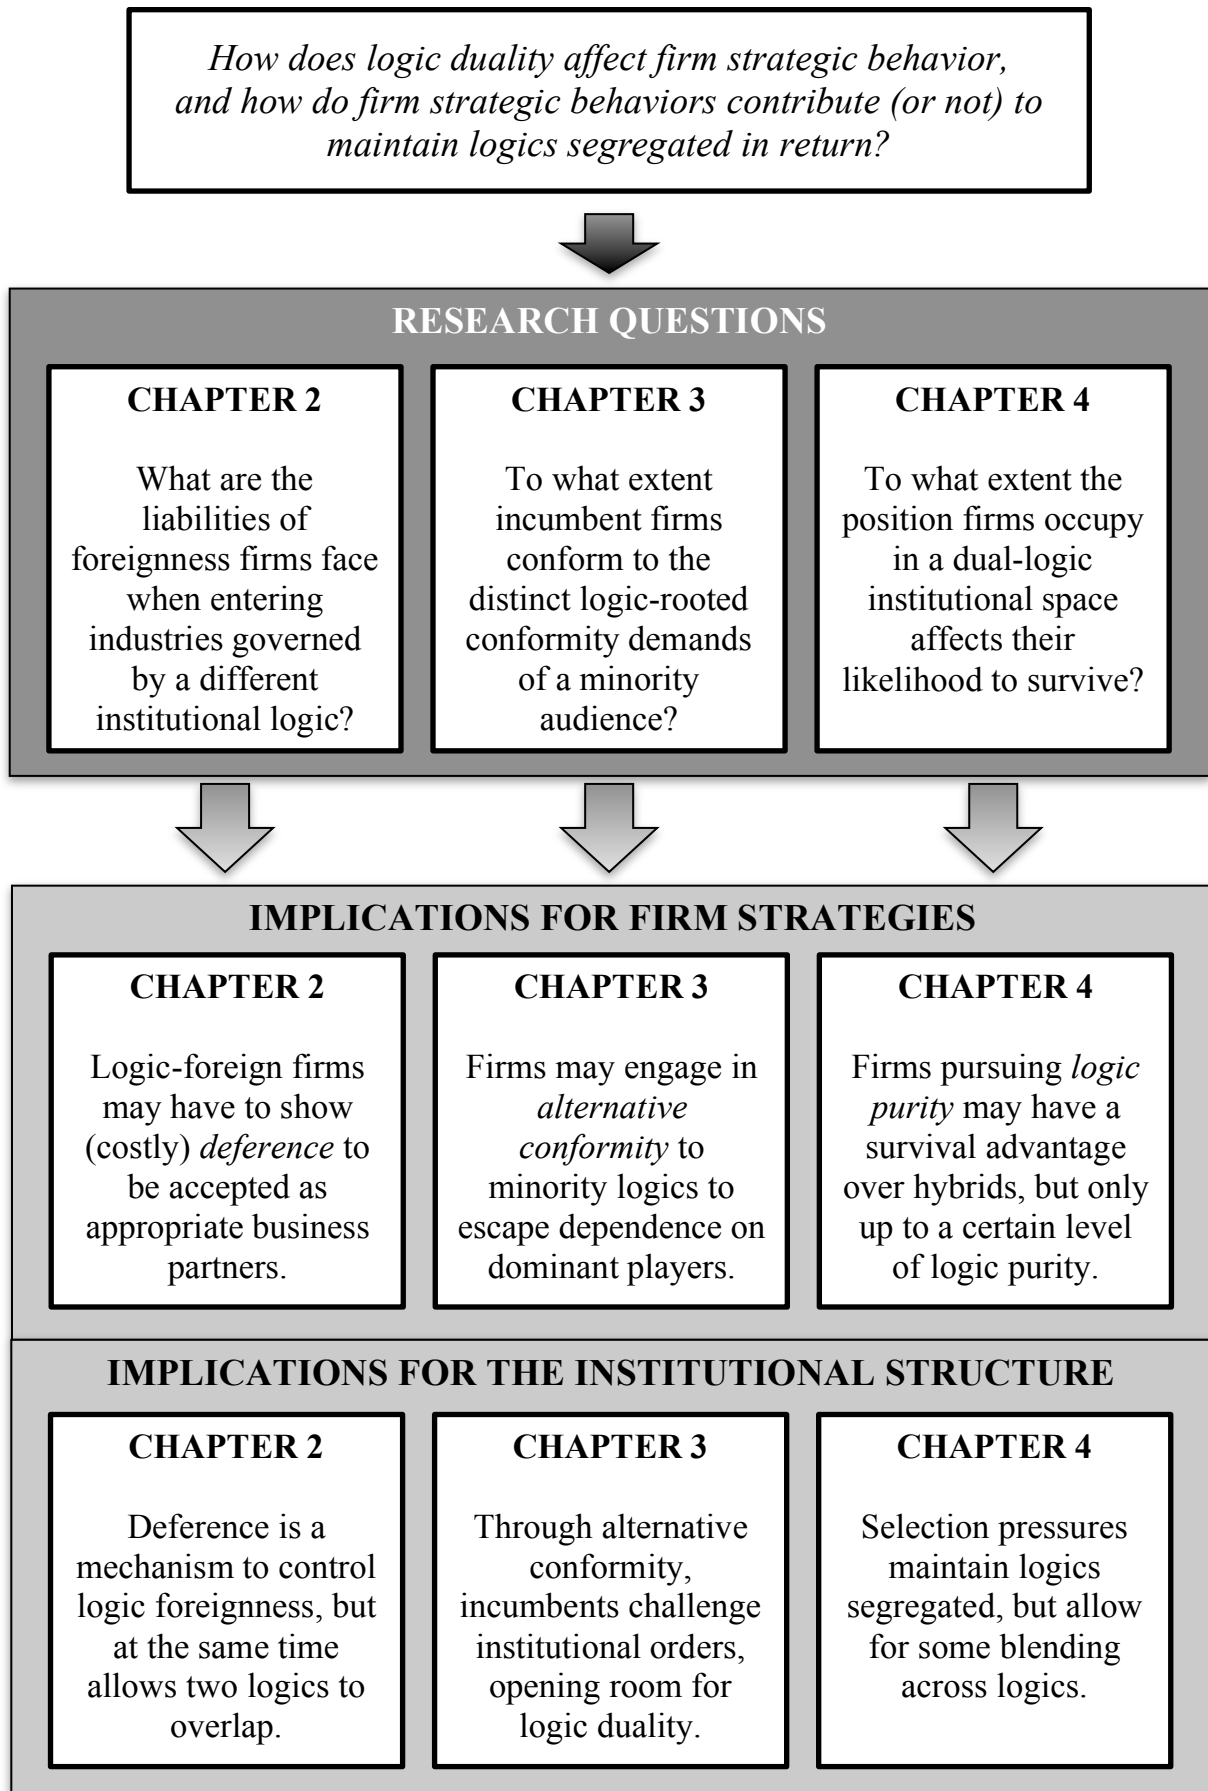 How does logic duality affect firm strategic behavior,
and how do firm strategic behaviors contribute (or not) to
maintain logics segregated in return?
RESEARCH QUESTIONS
CHAPTER 2
What are the
liabilities of
foreignness firms face
when entering
industries governed
by a different
institutional logic?
CHAPTER 3
To what extent
incumbent firms
conform to the
distinct logic-rooted
conformity demands
of a minority
audience?
CHAPTER 4
To what extent the
position firms occupy
in a dual-logic
institutional space
affects their
likelihood to survive?
IMPLICATIONS FOR FIRM STRATEGIES
CHAPTER 2
Logic-foreign firms
may have to show
(costly) deference to
be accepted as
appropriate business
partners.
CHAPTER 3
Firms may engage in
alternative
conformity to
minority logics to
escape dependence on
dominant players.
CHAPTER 4
Firms pursuing logic
purity may have a
survival advantage
over hybrids, but only
up to a certain level
of logic purity.
IMPLICATIONS FOR THE INSTITUTIONAL STRUCTURE
CHAPTER 2
Deference is a
mechanism to control
logic foreignness, but
at the same time
allows two logics to
overlap.
CHAPTER 3
Through alternative
conformity,
incumbents challenge
institutional orders,
opening room for
logic duality.
CHAPTER 4
Selection pressures
maintain logics
segregated, but allow
for some blending
across logics.